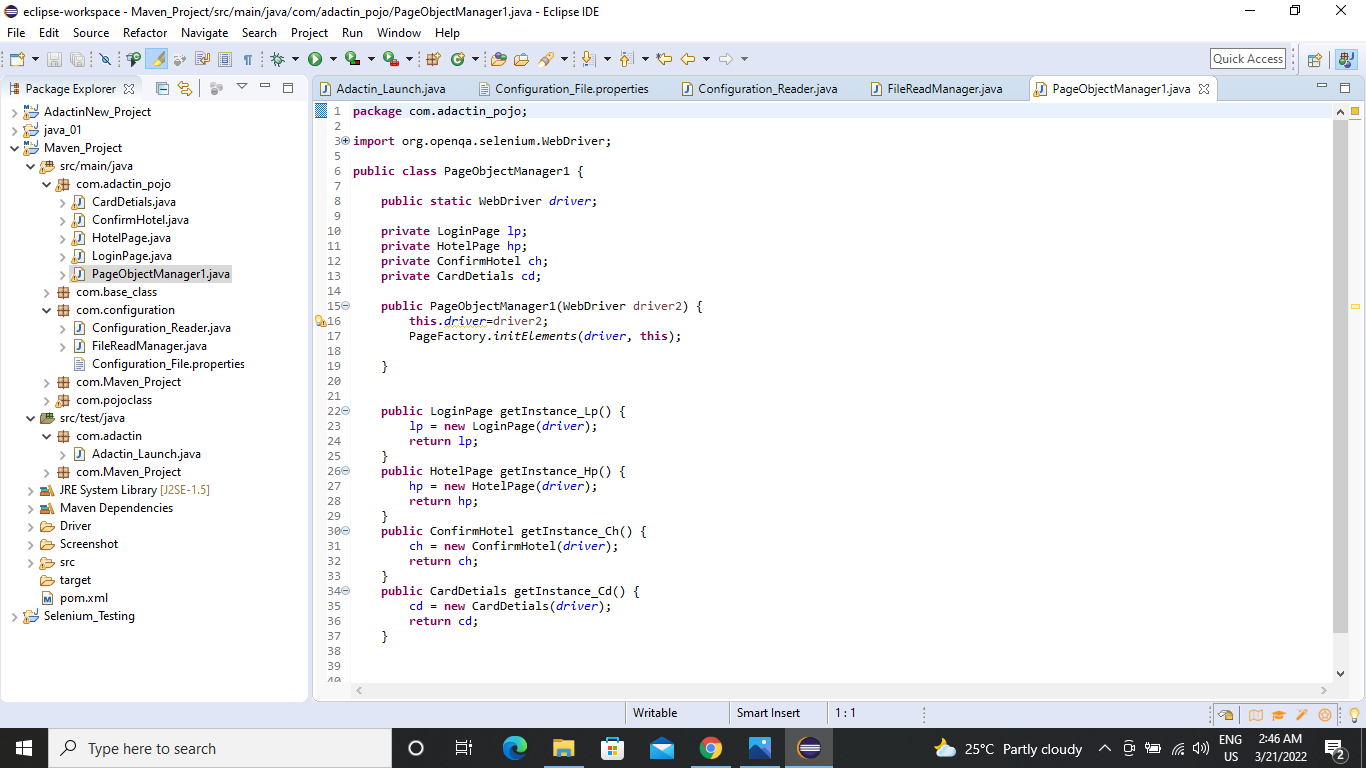 eclipse-workspace - Maven_Project/src/main/java/com/adactin_pojo/PageObjectManager1.java - Eclipse IDE
File Edit Source Refactor Navigate Search Project Run Window Help
Quick Access
Package Explorer
AdactinNew_Project
java_01
Maven_Project
src/main/java
com.adactin_pojo
CardDetials.java
ConfirmHotel.java
HotelPage.java
LoginPage.java
PageObjectManager1.java
com.base_class
com.configuration
Configuration_Reader.java
FileReadManager.java
Configuration_File.properties
com.Maven_Project
com.pojoclass
src/test/java
com.adactin
Adactin_Launch.java
com.Maven_Project
JRE System Library [J2SE-1.5]
Maven Dependencies
Driver
Screenshot
src
target
pom.xml
Selenium_Testing
Adactin_Launch.java Configuration_File.properties Configuration_Reader.java FileReadManager.java PageObjectManager1.java
1 package com.adactin_pojo;
2
3 import org.openqa.selenium.WebDriver;
5
6 public class PageObjectManager1 {
7
8 public static WebDriver driver;
9
10 private LoginPage lp;
11 private HotelPage hp;
12 private ConfirmHotel ch;
13 private CardDetials cd;
14
15 public PageObjectManager1(WebDriver driver2) {
16 this.driver=driver2;
17 PageFactory.initElements(driver, this);
18
19 }
20
21
22 public LoginPage getInstance_Lp() {
23 lp = new LoginPage(driver);
24 return lp;
25 }
26 public HotelPage getInstance_Hp() {
27 hp = new HotelPage(driver);
28 return hp;
29 }
30 public ConfirmHotel getInstance_Ch() {
31 ch = new ConfirmHotel(driver);
32 return ch;
33 }
34 public CardDetials getInstance_Cd() {
35 cd = new CardDetials(driver);
36 return cd;
37 }
38
39
40
Writable Smart Insert 1 : 1
Type here to search
25°C Partly cloudy
ENG
US
2:46 AM
3/21/2022
2